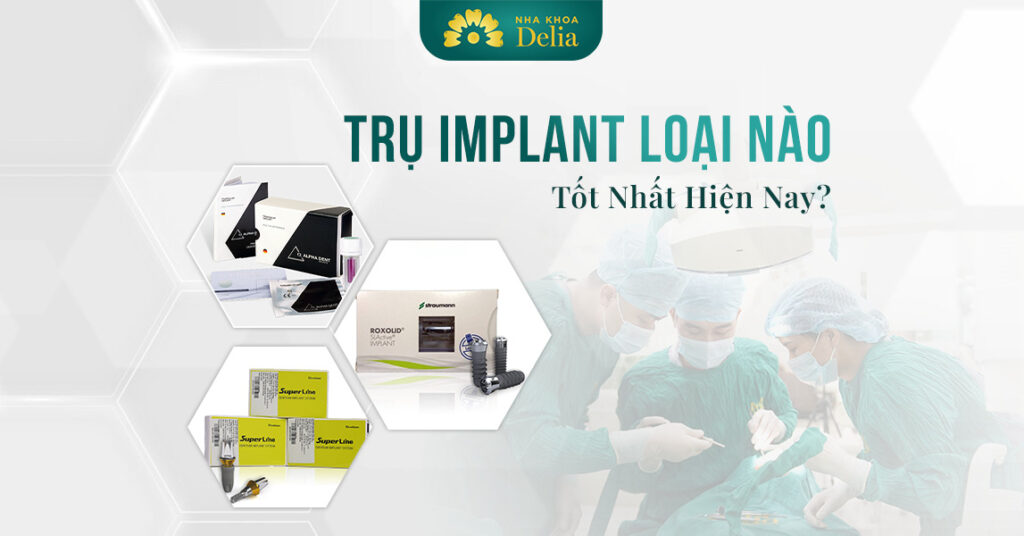 NHA KHOA
Delia
TRỤ IMPLANT LOẠI NÀO
Tốt Nhất Hiện Nay?
ALPHA DENT
straumann
ROXOLID®
SLActive®
IMPLANT
SuperLine
SuperLine
SuperLine